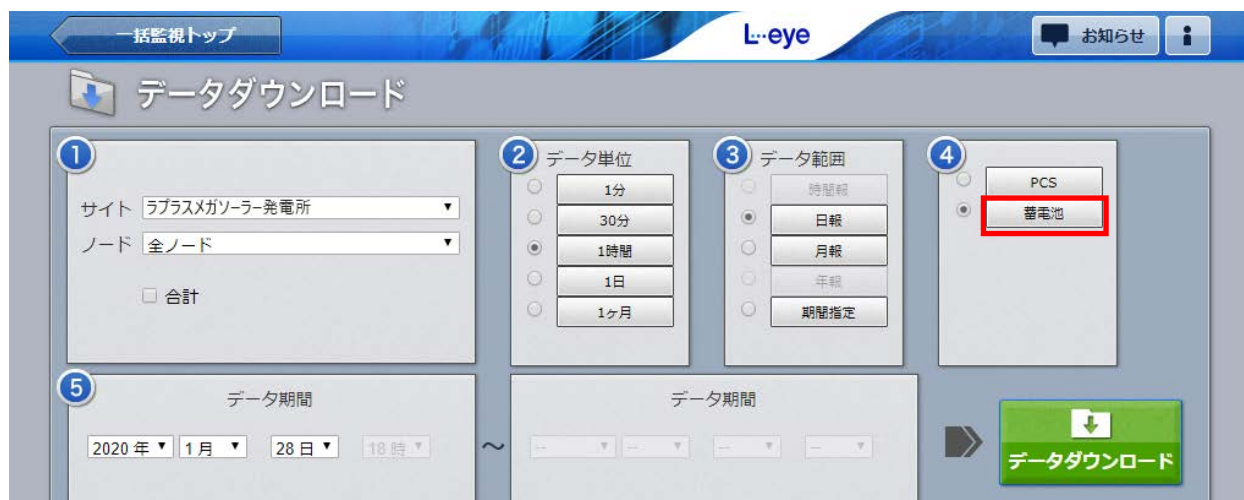 一括監視トップ
L・・・eye
お知らせ
i
データダウンロード
1
サイト ラプラスメガソーラー発電所 ▼
ノード 全ノード ▼
合計
2 データ単位
1分
30分
1時間
1日
1ヶ月
3 データ範囲
時間報
日報
月報
年報
期間指定
4
PCS
蓄電池
5
データ期間
2020 年 ▼ 1 月 ▼ 28 日 ▼ 18 時 ▼
～
データ期間
-- ▼ -- ▼ -- ▼ -- ▼
データダウンロード